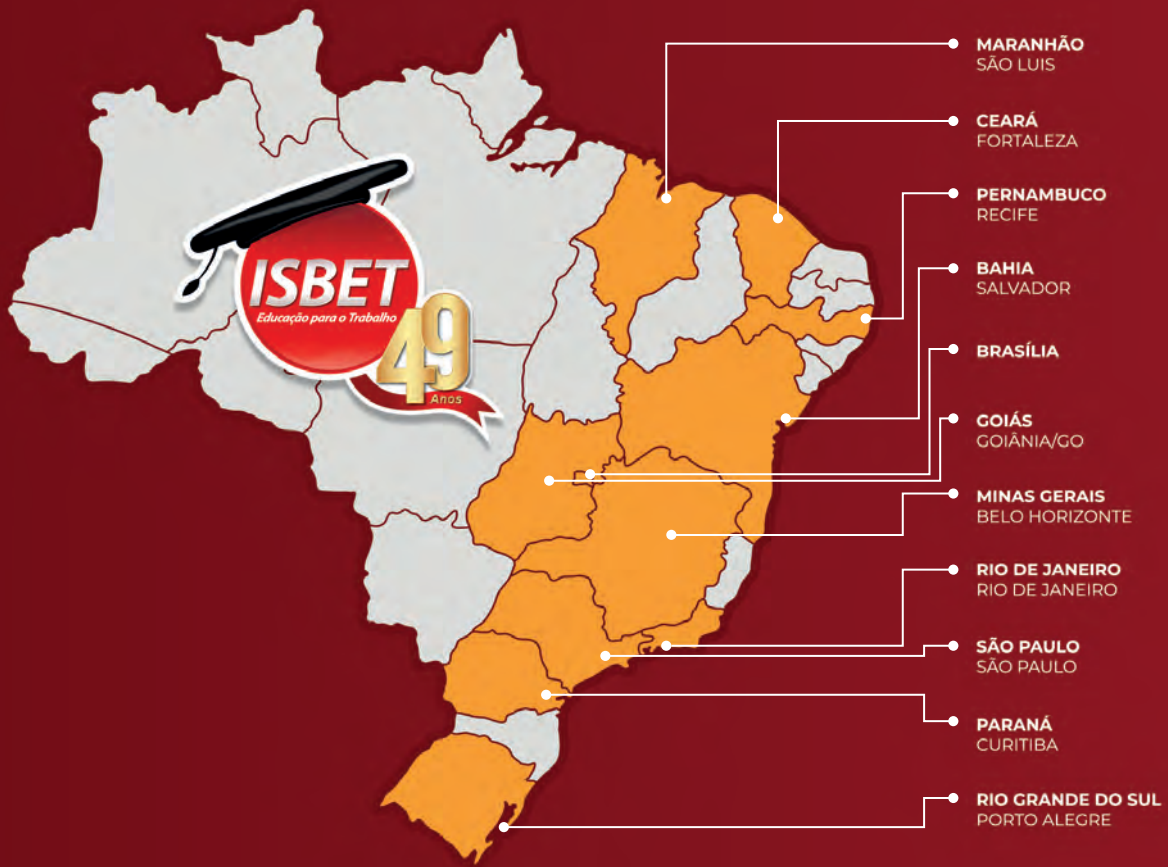 ISBET
Educação para o Trabalho
49
Anos
MARANHÃO
SÃO LUIS
CEARÁ
FORTALEZA
PERNAMBUCO
RECIFE
BAHIA
SALVADOR
BRASÍLIA
GOIÁS
GOIÂNIA/GO
MINAS GERAIS
BELO HORIZONTE
RIO DE JANEIRO
RIO DE JANEIRO
SÃO PAULO
SÃO PAULO
PARANÁ
CURITIBA
RIO GRANDE DO SUL
PORTO ALEGRE